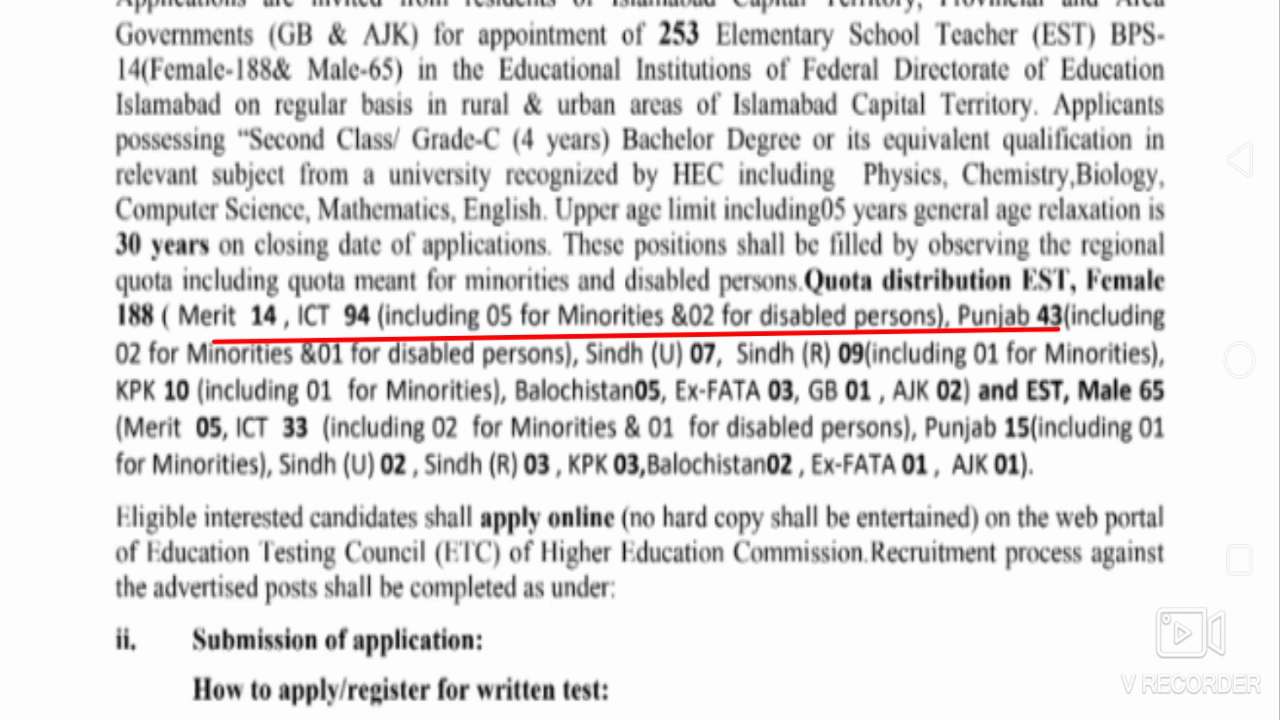 Applications are invited from residents of Islamabad Capital Territory, Provincial and Area
Governments (GB & AJK) for appointment of 253 Elementary School Teacher (EST) BPS-
14(Female-188& Male-65) in the Educational Institutions of Federal Directorate of Education
Islamabad on regular basis in rural & urban areas of Islamabad Capital Territory. Applicants
possessing “Second Class/ Grade-C (4 years) Bachelor Degree or its equivalent qualification in
relevant subject from a university recognized by HEC including Physics, Chemistry,Biology,
Computer Science, Mathematics, English. Upper age limit including05 years general age relaxation is
30 years on closing date of applications. These positions shall be filled by observing the regional
quota including quota meant for minorities and disabled persons.Quota distribution EST, Female
188 ( Merit 14 , ICT 94 (including 05 for Minorities &02 for disabled persons), Punjab 43(including
02 for Minorities &01 for disabled persons), Sindh (U) 07, Sindh (R) 09(including 01 for Minorities),
KPK 10 (including 01 for Minorities), Balochistan05, Ex-FATA 03, GB 01 , AJK 02) and EST, Male 65
(Merit 05, ICT 33 (including 02 for Minorities & 01 for disabled persons), Punjab 15(including 01
for Minorities), Sindh (U) 02 , Sindh (R) 03 , KPK 03,Balochistan02 , Ex-FATA 01 , AJK 01).
Eligible interested candidates shall apply online (no hard copy shall be entertained) on the web portal
of Education Testing Council (ETC) of Higher Education Commission.Recruitment process against
the advertised posts shall be completed as under:
ii. Submission of application:
How to apply/register for written test:
V RECORDER